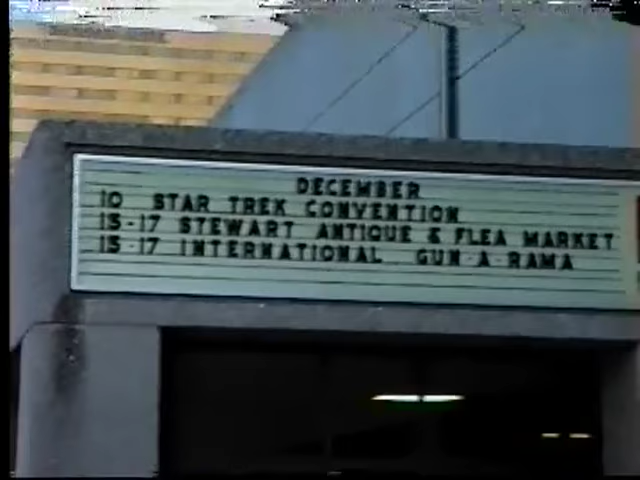 DECEMBER
10 STAR TREK CONVENTION
15-17 STEWART ANTIQUE & FLEA MARKET
15-17 INTERNATIONAL GUN-A-RAMA